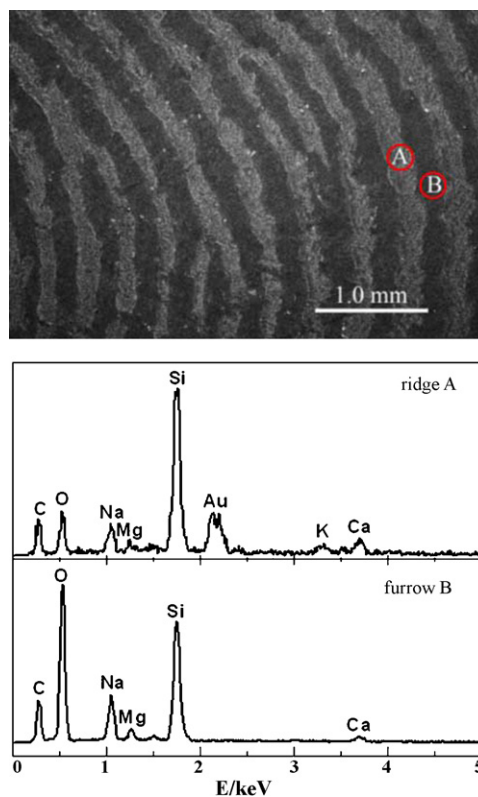 A
B
1.0 mm
Si
ridge A
C
O
Na
Mg
Au
K
Ca
O
furrow B
Si
C
Na
Mg
Ca
0 1 2 3 4 5
E/keV